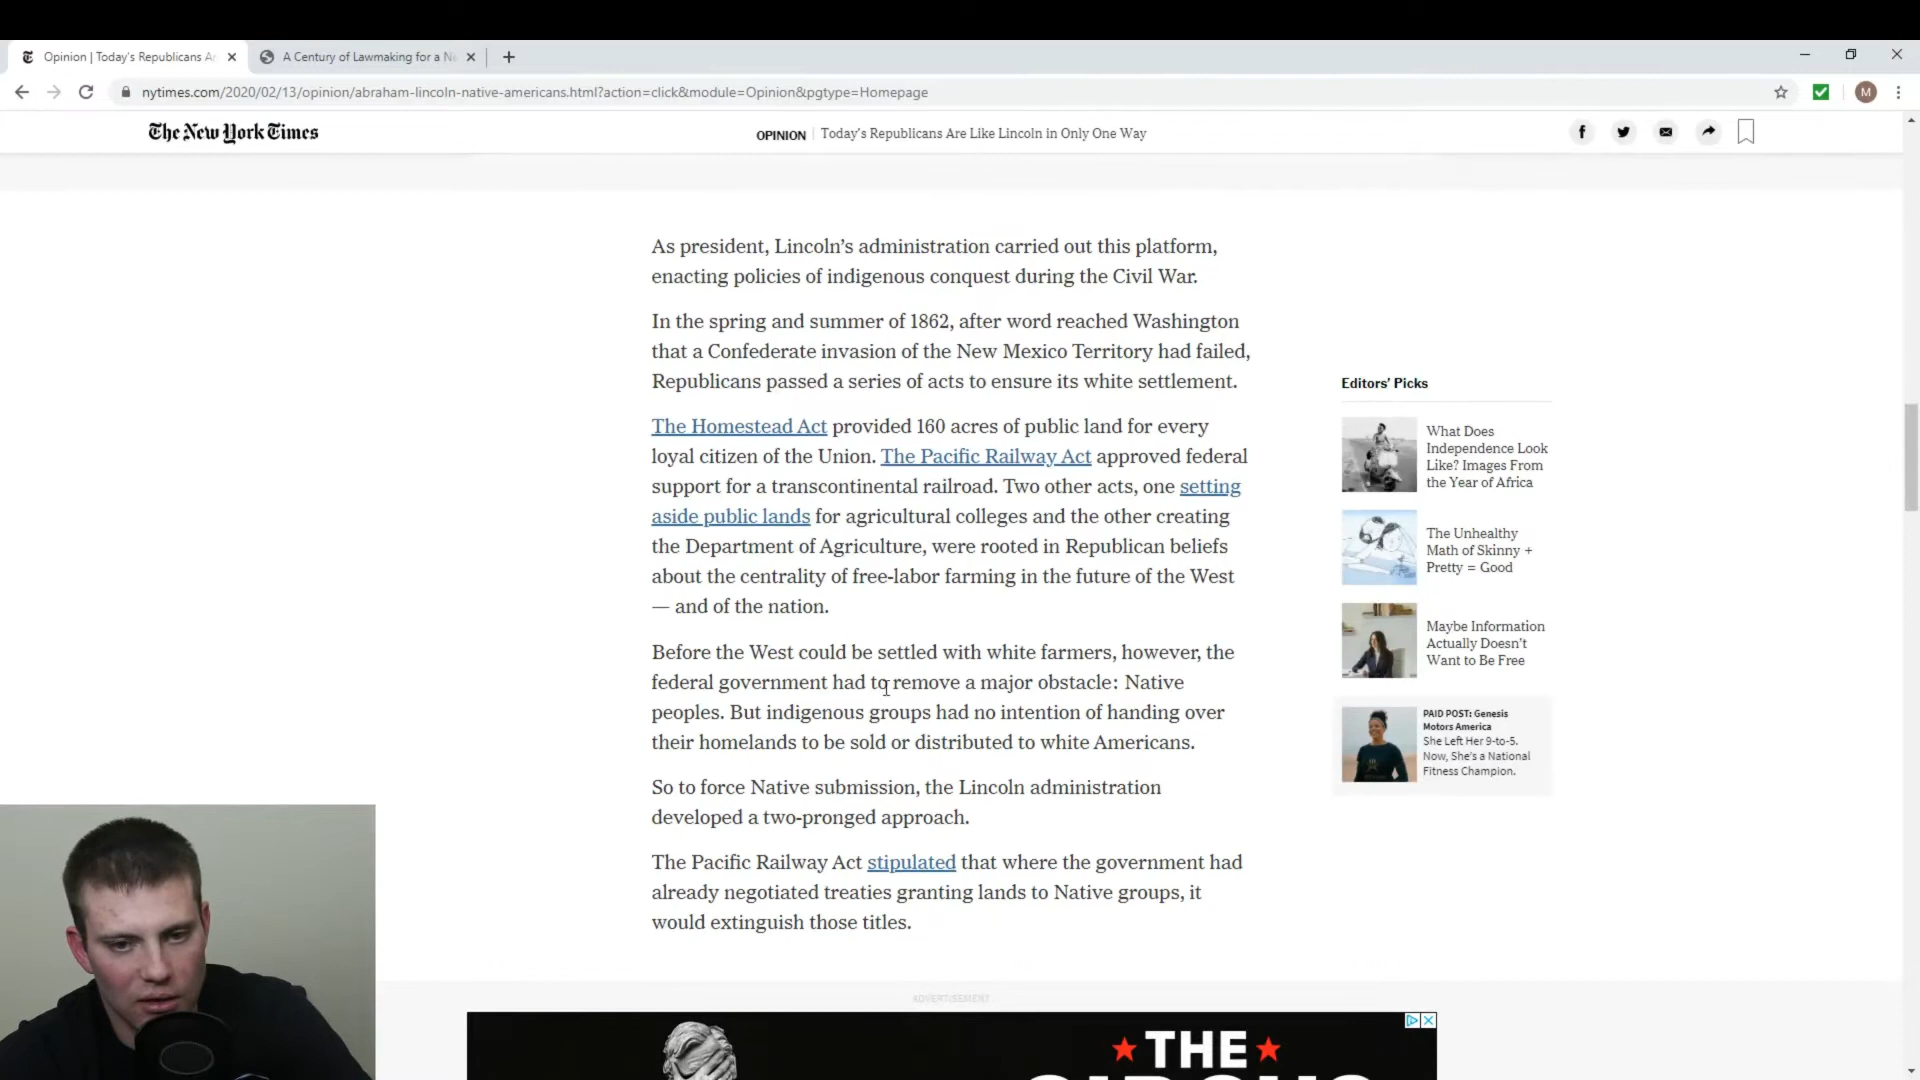 Opinion | Today's Republicans Ar
A Century of Lawmaking for a Ne
nytimes.com/2020/02/13/opinion/abraham-lincoln-native-americans.html?action=click&module=Opinion&pgtype=Homepage
M
The New York Times
OPINION | Today's Republicans Are Like Lincoln in Only One Way
As president, Lincoln's administration carried out this platform,
enacting policies of indigenous conquest during the Civil War.
In the spring and summer of 1862, after word reached Washington
that a Confederate invasion of the New Mexico Territory had failed,
Republicans passed a series of acts to ensure its white settlement.
The Homestead Act provided 160 acres of public land for every
loyal citizen of the Union. The Pacific Railway Act approved federal
support for a transcontinental railroad. Two other acts, one setting
aside public lands for agricultural colleges and the other creating
the Department of Agriculture, were rooted in Republican beliefs
about the centrality of free-labor farming in the future of the West
— and of the nation.
Before the West could be settled with white farmers, however, the
federal government had to remove a major obstacle: Native
peoples. But indigenous groups had no intention of handing over
their homelands to be sold or distributed to white Americans.
So to force Native submission, the Lincoln administration
developed a two-pronged approach.
The Pacific Railway Act stipulated that where the government had
already negotiated treaties granting lands to Native groups, it
would extinguish those titles.
Editors' Picks
What Does
Independence Look
Like? Images From
the Year of Africa
The Unhealthy
Math of Skinny +
Pretty = Good
Maybe Information
Actually Doesn't
Want to Be Free
PAID POST: Genesis
Motors America
She Left Her 9-to-5.
Now, She's a National
Fitness Champion.
ADVERTISEMENT
THE